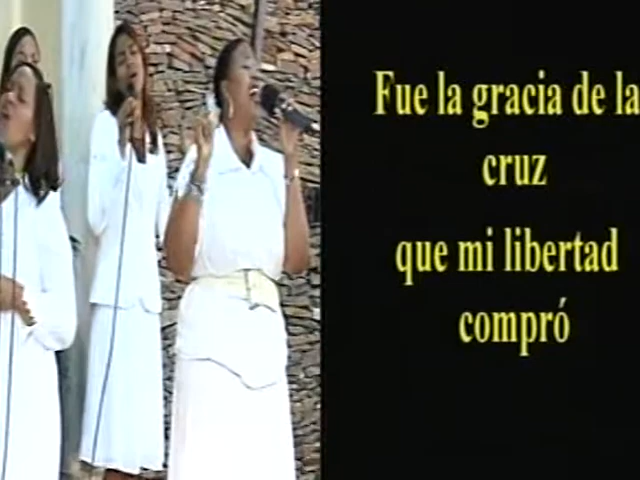 Fue la gracia de la
cruz
que mi libertad
compró